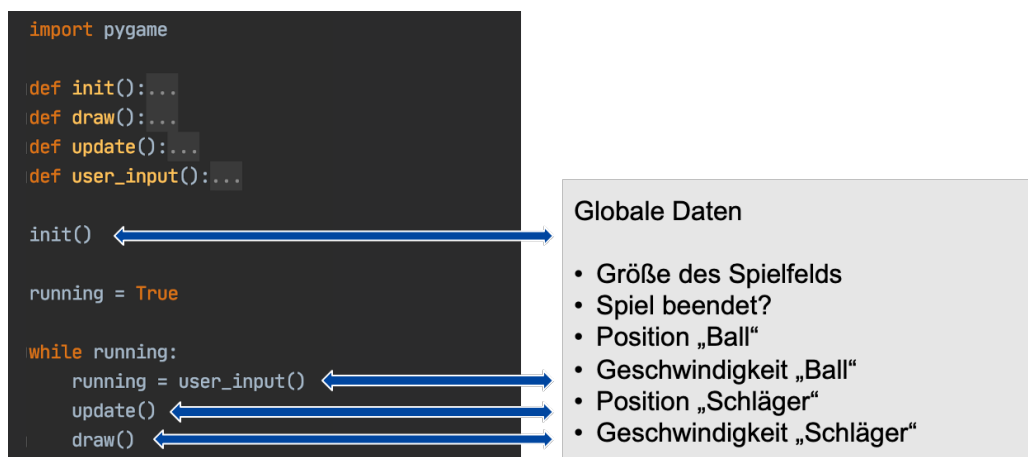 import pygame
def init():...
def draw():...
def update():...
def user_input():...
init()
running = True
while running:
running = user_input()
update()
draw()
Globale Daten
• Größe des Spielfelds
• Spiel beendet?
• Position „Ball“
• Geschwindigkeit „Ball“
• Position „Schläger“
• Geschwindigkeit „Schläger“